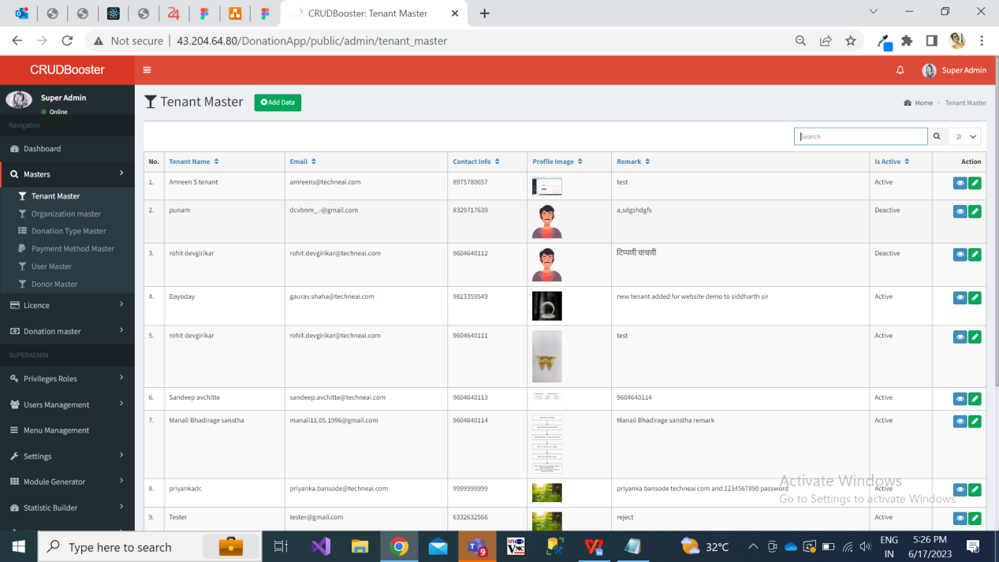 CRUDBooster: Tenant Master
Not secure 43.204.64.80/DonationApp/public/admin/tenant_master
CRUDBooster
Super Admin
Super Admin
Online
Tenant Master
Add Data
Home > Tenant Master
Navigation
Dashboard
Masters
Tenant Master
Organization master
Donation Type Master
Payment Method Master
User Master
Donor Master
Licence
Donation master
SUPERADMIN
Privileges Roles
Users Management
Menu Management
Settings
Module Generator
Statistic Builder
Search
No. Tenant Name Email Contact Info Profile Image Remark Is Active Action
1. Amreen S tenant amreens@techneai.com 8975780657 test Active
2. punam dcvbnm_.-@gmail.com 8329717639 a,sdgshdgfs Deactive
3. rohit devgirikar rohit.devgirikar@techneai.com 9604640112 टिप्पणी चाचणी Deactive
4. Dayoday gaurav.shaha@techneai.com 9823359549 new tenant added for website demo to siddharth sir Active
5. rohit devgirikar rohit.devgirikar@techneai.com 9604640111 test Active
6. Sandeep avchitte sandeep.avchitte@techneai.com 9604640113 9604640114 Active
7. Manali Bhadirage sanstha manali11.05.1996@gmail.com 9604640114 Manali Bhadirage sanstha remark Active
8. priyankadc priyanka.bansode@techneai.com 9999999999 priyanka bansode techneai com and 1234567890 password Active
9. Tester tester@gmail.com 6332632566 reject Active
Activate Windows
Go to Settings to activate Windows.
Type here to search
9
32°C
ENG
IN
5:26 PM
6/17/2023